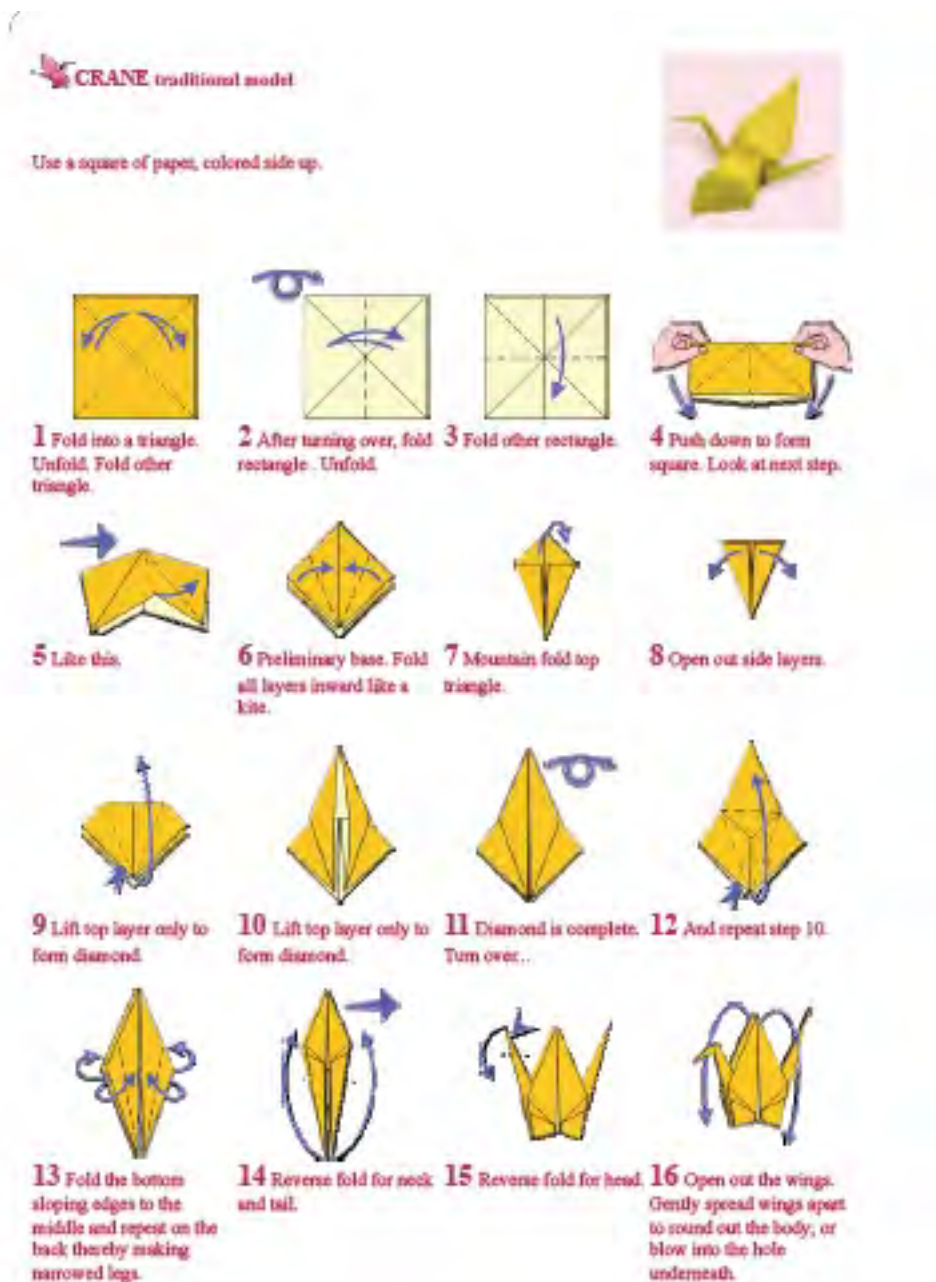 CRANE traditional model
Use a square of paper, colored side up.
1 Fold into a triangle.
Unfold. Fold other
triangle.
2 After turning over, fold
rectangle . Unfold.
3 Fold other rectangle.
4 Push down to form
square. Look at next step.
5 Like this.
6 Preliminary base. Fold
all layers inward like a
kite.
7 Mountain fold top
triangle.
8 Open out side layers.
9 Lift top layer only to
form diamond.
10 Lift top layer only to
form diamond.
11 Diamond is complete.
Turn over...
12 And repeat step 10.
13 Fold the bottom
sloping edges to the
middle and repeat on the
back thereby making
narrowed legs.
14 Reverse fold for neck
and tail.
15 Reverse fold for head.
16 Open out the wings.
Gently spread wings apart
to round out the body; or
blow into the hole
underneath.